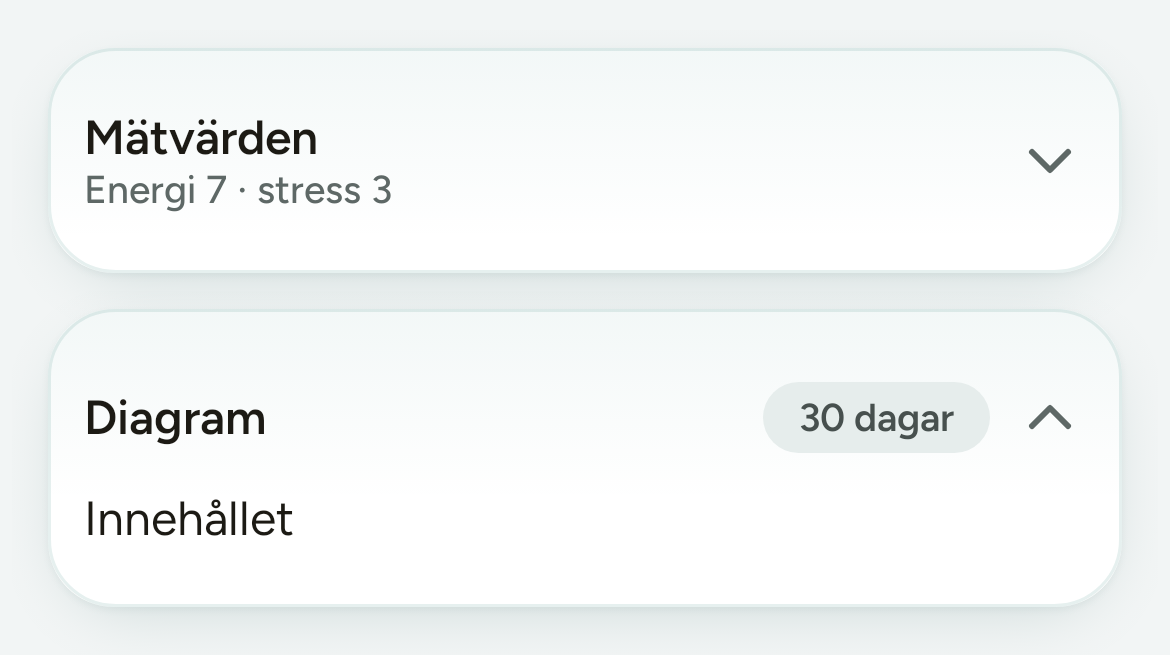 Mätvärden
Energi 7 · stress 3
Diagram
30 dagar
Innehållet